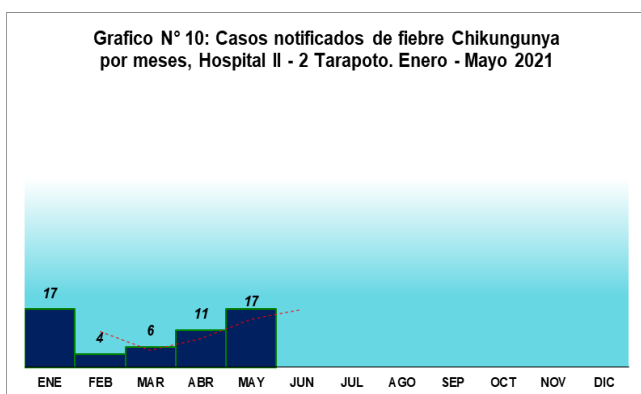 Grafico N° 10: Casos notificados de fiebre Chikungunya
por meses, Hospital II - 2 Tarapoto. Enero - Mayo 2021
17
4
6
11
17
ENE FEB MAR ABR MAY JUN JUL AGO SEP OCT NOV DIC